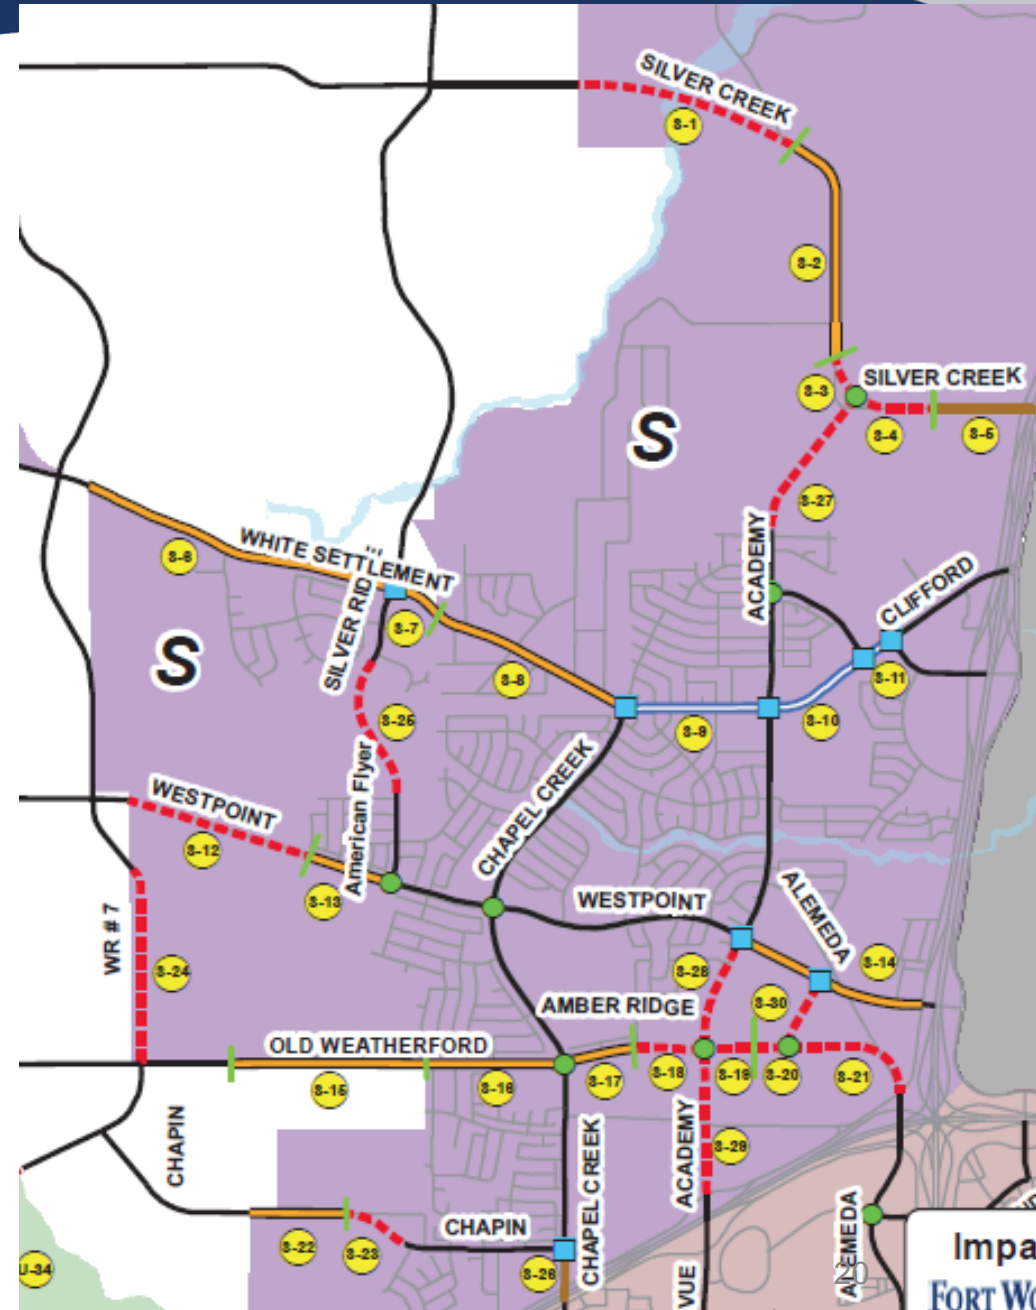 SILVER CREEK
S-1
S-2
S-3
SILVER CREEK
S-4
S-5
S
S-27
ACADEMY
WHITE SETTLEMENT
S-6
SILVER RID
S-7
CLIFFORD
S
S-8
S-11
S-25
S-9
S-10
American Flyer
CHAPEL CREEK
WESTPOINT
S-12
S-13
WESTPOINT
ALEMEDA
WR # 7
S-24
S-28
S-14
AMBER RIDGE
S-30
OLD WEATHERFORD
S-15
S-16
S-17
S-18
S-19
S-20
S-21
CHAPIN
CHAPEL CREEK
ACADEMY
S-29
S-22
S-23
CHAPIN
S-26
ALEMEDA
U-34
VUE
20
Impa
FORT WO